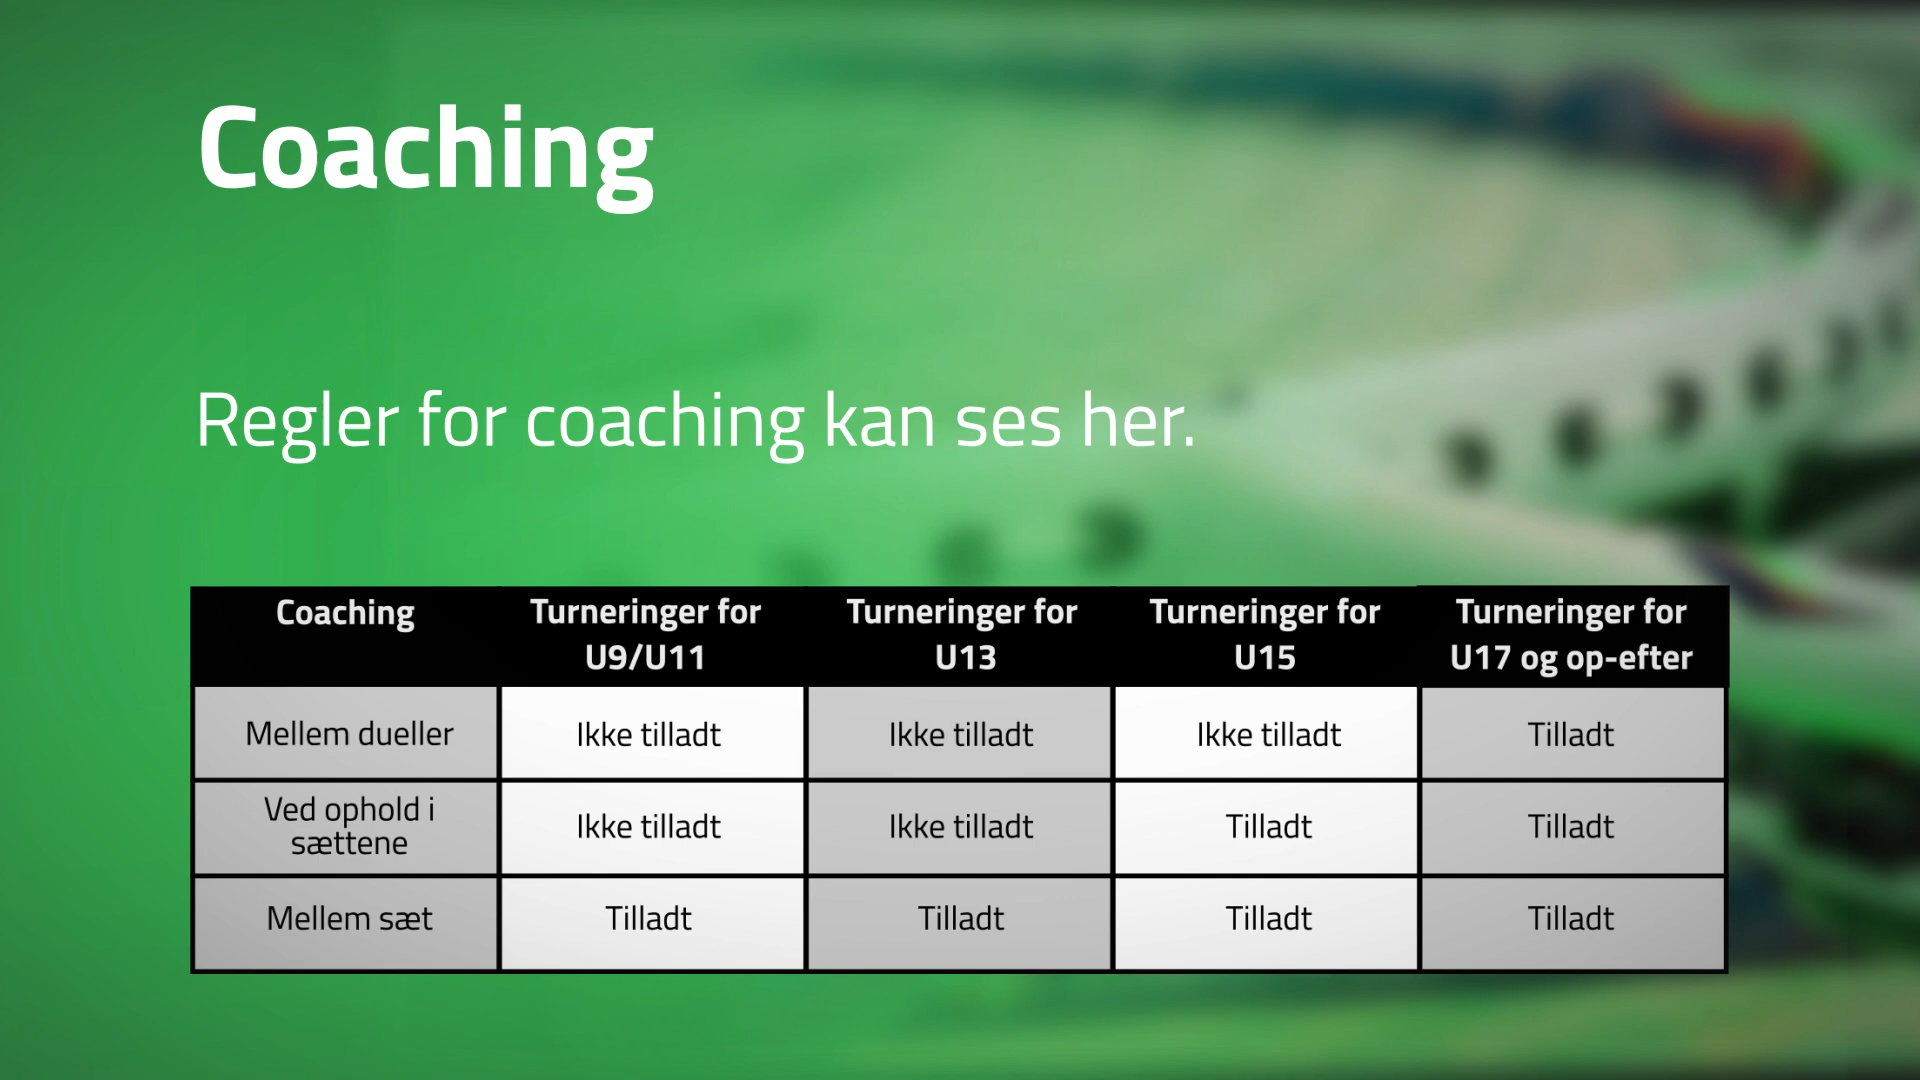 Coaching
Regler for coaching kan ses her.
Coaching
Turneringer for
U9/U11
Turneringer for
U13
Turneringer for
U15
Turneringer for
U17 og op-efter
Mellem dueller
Ikke tilladt
Ikke tilladt
Ikke tilladt
Tilladt
Ved ophold i
sættene
Ikke tilladt
Ikke tilladt
Tilladt
Tilladt
Mellem sæt
Tilladt
Tilladt
Tilladt
Tilladt